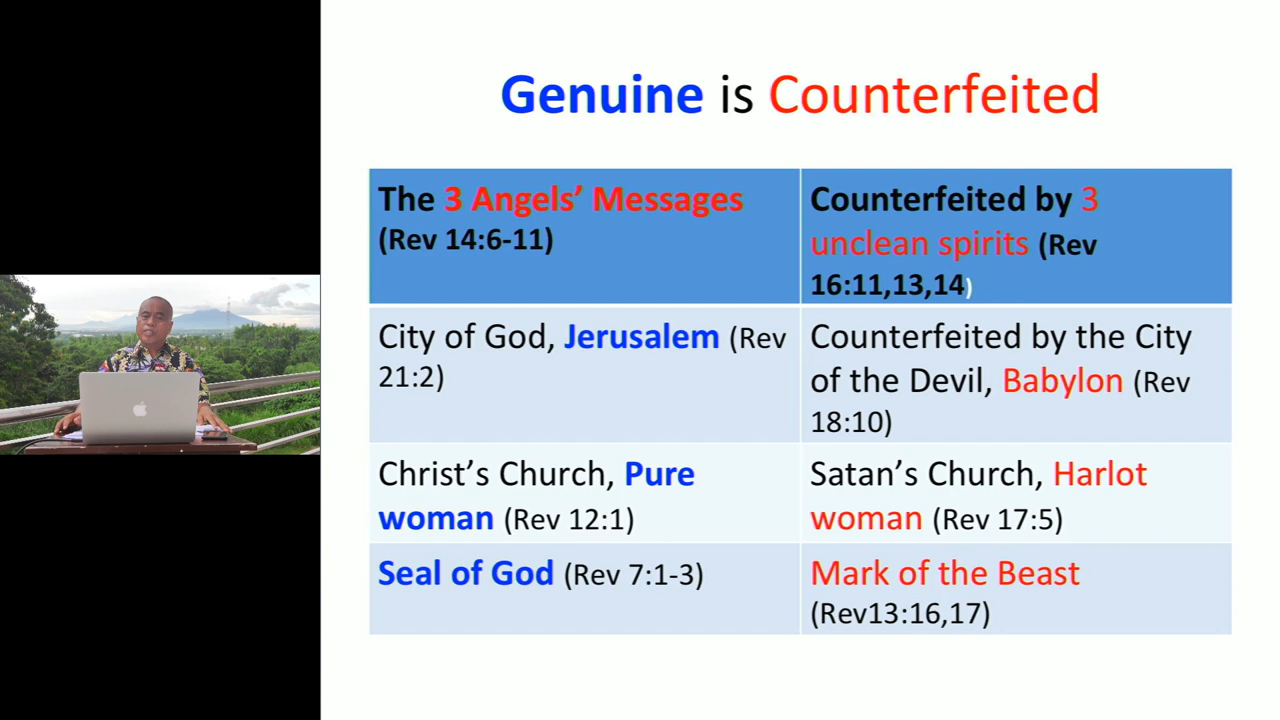 Genuine is Counterfeited
The 3 Angels’ Messages
(Rev 14:6-11)
Counterfeited by 3
unclean spirits (Rev
16:11,13,14)
City of God, Jerusalem (Rev
21:2)
Counterfeited by the City
of the Devil, Babylon (Rev
18:10)
Christ’s Church, Pure
woman (Rev 12:1)
Satan’s Church, Harlot
woman (Rev 17:5)
Seal of God (Rev 7:1-3)
Mark of the Beast
(Rev13:16,17)